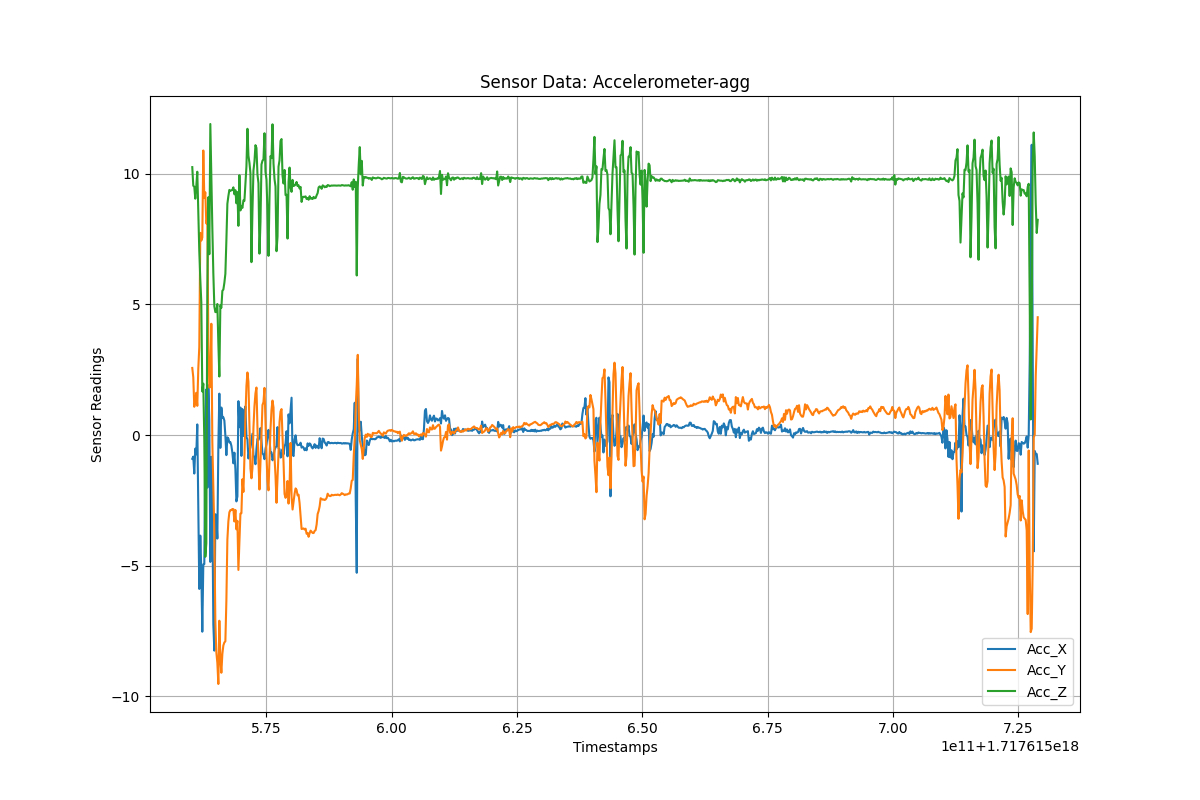 Sensor Data: Accelerometer-agg
Sensor Readings
10
5
0
−5
−10
5.75 6.00 6.25 6.50 6.75 7.00 7.25
Timestamps
1e11+1.717615e18
Acc_X
Acc_Y
Acc_Z